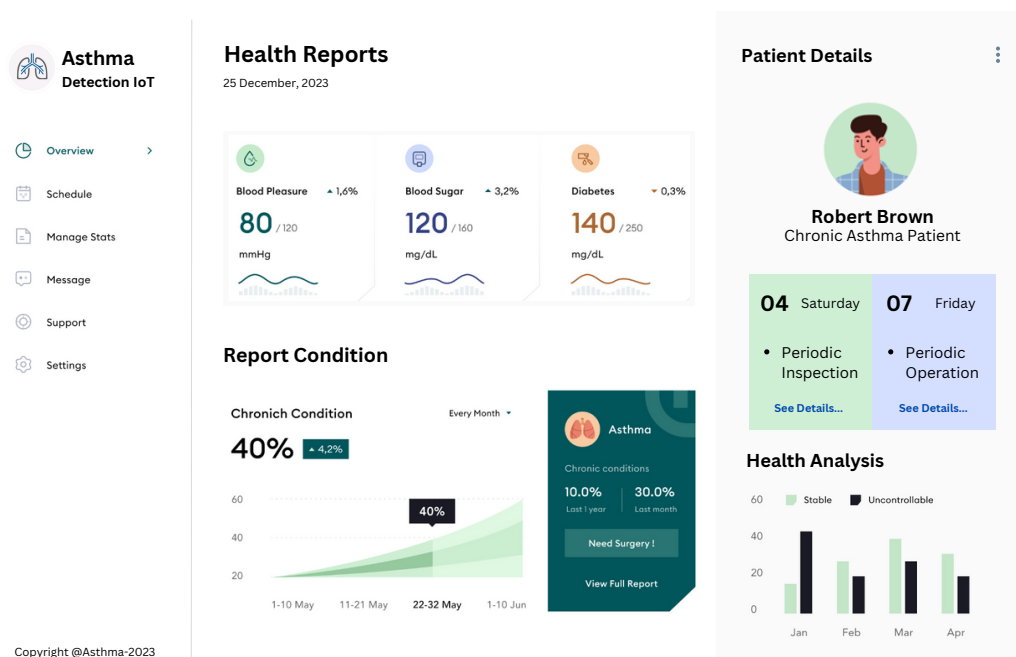 Asthma
Detection IoT
Overview
Schedule
Manage Stats
Message
Support
Settings
Copyright @Asthma-2023
Health Reports
25 December, 2023
Blood Pleasure 1,6%
80 / 120
mmHg
Blood Sugar 3,2%
120 / 160
mg/dL
Diabetes 0,3%
140 / 250
mg/dL
Report Condition
Chronich Condition Every Month
40% 4,2%
60
40
20
40%
1-10 May 11-21 May 22-32 May 1-10 Jun
Asthma
Chronic conditions
10.0% 30.0%
Last 1 year Last month
Need Surgery !
View Full Report
Patient Details
Robert Brown
Chronic Asthma Patient
04 Saturday
• Periodic
Inspection
See Details...
07 Friday
• Periodic
Operation
See Details...
Health Analysis
60 Stable Uncontrollable
40
20
0
Jan Feb Mar Apr